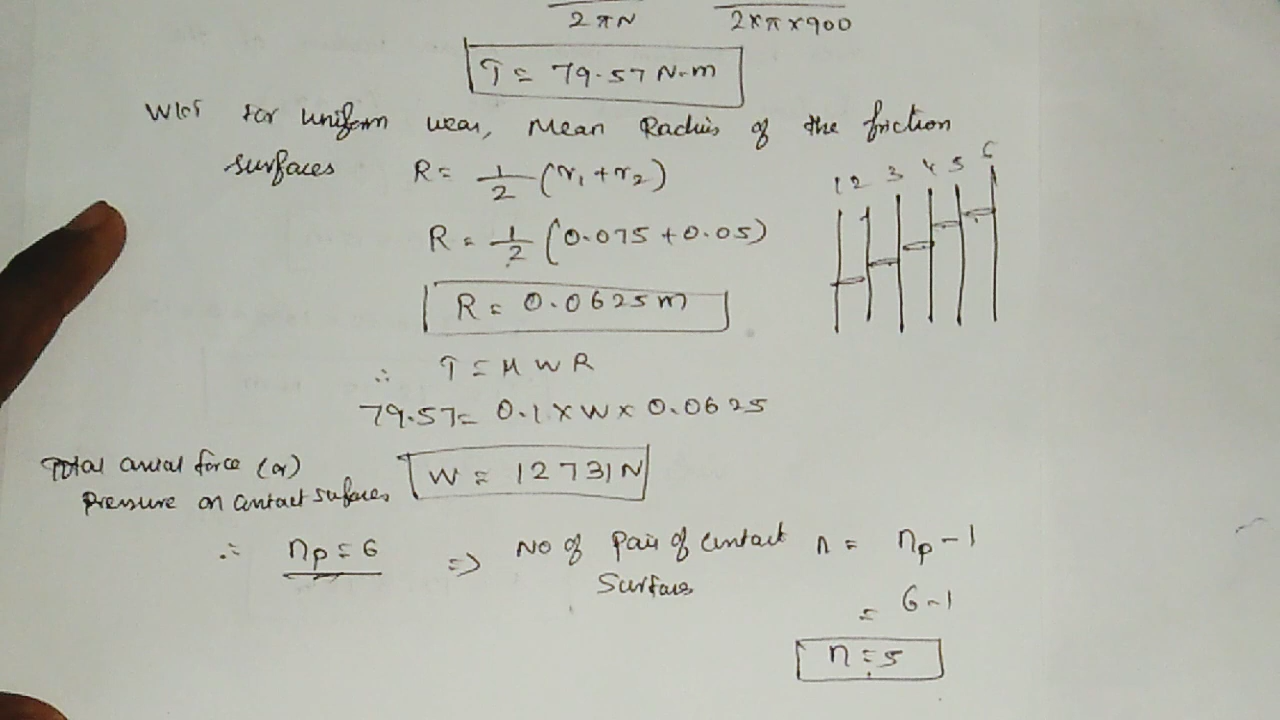 2πN 2×π×900
T = 79.57 N-m
WKT for uniform wear, Mean Radius of the friction
surfaces R = 1/2 (r1 + r2)
1 2 3 4 5 6
R = 1/2 (0.075 + 0.05)
R = 0.0625 m
∴ T = μ W R
79.57 = 0.1 × W × 0.0625
Total axial force (or)
Pressure on contact surfaces W = 12731 N
∴ np = 6 => No of pair of contact n = np - 1
surfaces
= 6-1
n = 5